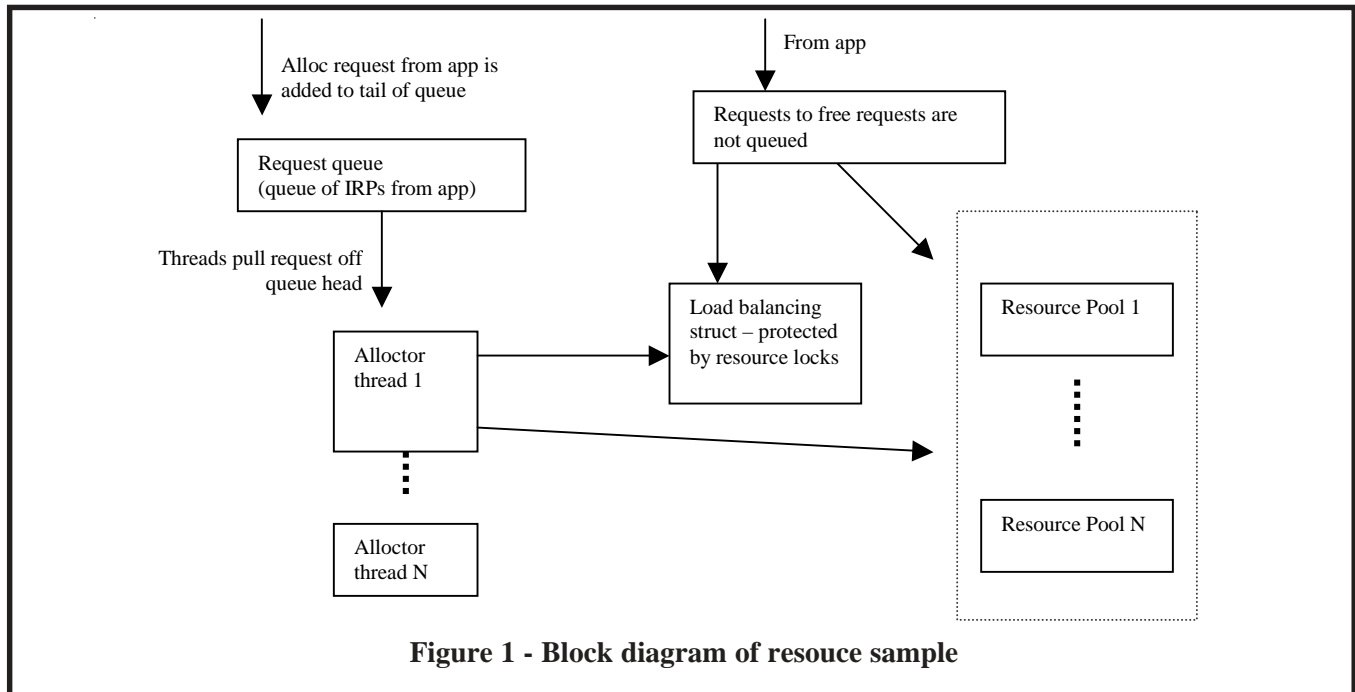 Alloc request from app is
added to tail of queue
From app
Requests to free requests are
not queued
Request queue
(queue of IRPs from app)
Threads pull request off
queue head
Load balancing
struct – protected
by resource locks
Resource Pool 1
Alloctor
thread 1
Resource Pool N
Alloctor
thread N
Figure 1 - Block diagram of resouce sample